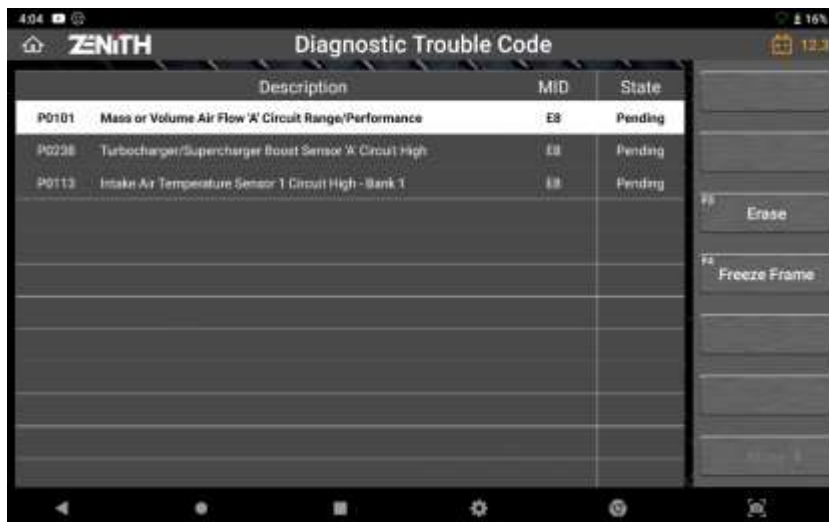 4:04
16%
ZENITH
Diagnostic Trouble Code
12.3
Description MID State
P0101 Mass or Volume Air Flow 'A' Circuit Range/Performance E8 Pending
P0238 Turbocharger/Supercharger Boost Sensor 'A' Circuit High E8 Pending
P0113 Intake Air Temperature Sensor 1 Circuit High - Bank 1 E8 Pending
F3
Erase
F4
Freeze Frame